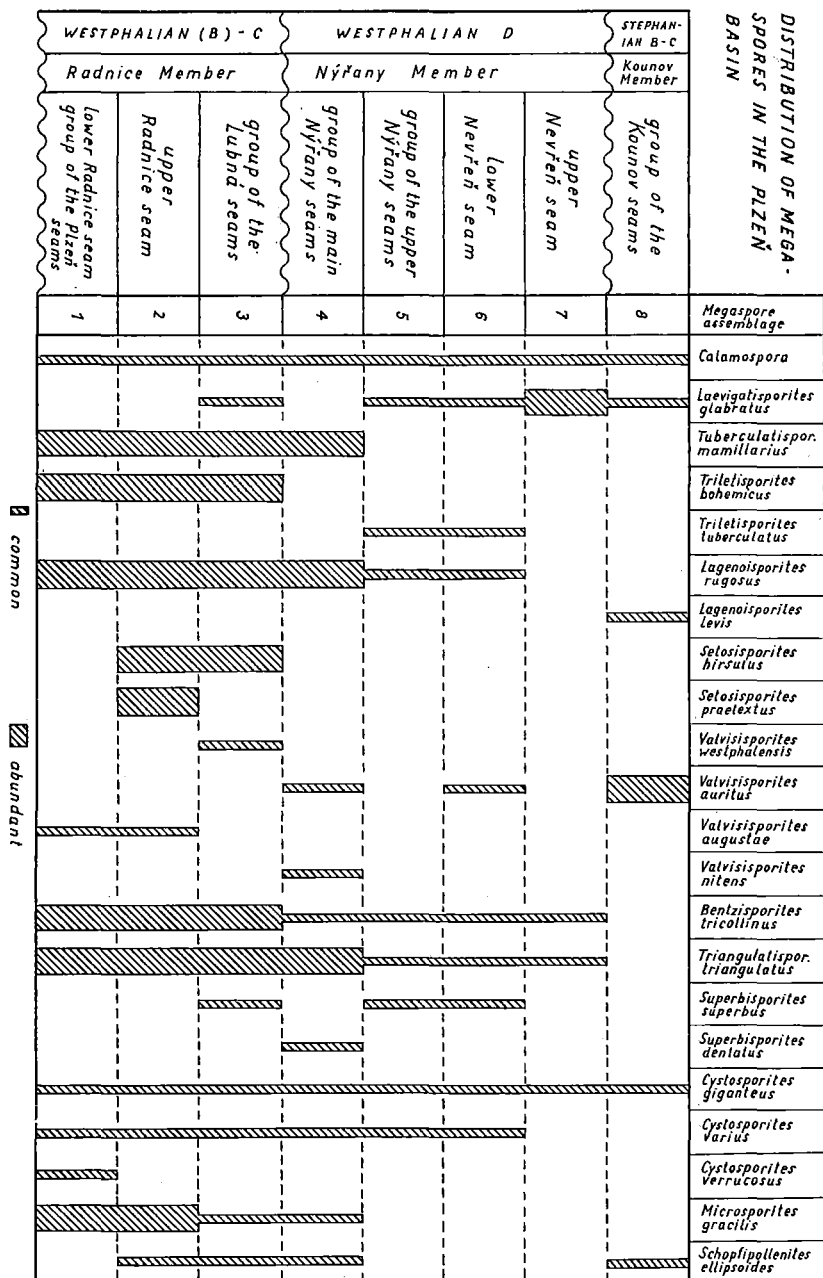 DISTRIBUTION OF MEGA-
SPORES IN THE PLZEŇ
BASIN
WESTPHALIAN (B) - C
WESTPHALIAN D
STEPHAN-
IAN B-C
Radnice Member
Nýřany Member
Kounov
Member
lower Radnice seam
group of the Plzeň
seams
upper
Radnice seam
group of the
Lubná seams
group of the main
Nýřany seams
group of the upper
Nýřany seams
lower
Nevřeň seam
upper
Nevřeň seam
group of the
Kounov seams
1
2
3
4
5
6
7
8
Megaspore
assemblage
Calamospora
Laevigatisporites
glabratus
Tuberculatispor.
mamillarius
Triletisporites
bohemicus
Triletisporites
tuberculatus
Lagenoisporites
rugosus
Lagenoisporites
levis
Setosisporites
hirsutus
Setosisporites
praetextus
Valvisisporites
westphalensis
Valvisisporites
auritus
Valvisisporites
augustae
Valvisisporites
nitens
Bentzisporites
tricollinus
Triangulatispor.
triangulatus
Superbisporites
superbus
Superbisporites
dentatus
Cystosporites
giganteus
Cystosporites
varius
Cystosporites
verrucosus
Microsporites
gracilis
Schopfipollenites
ellipsoides
common
abundant